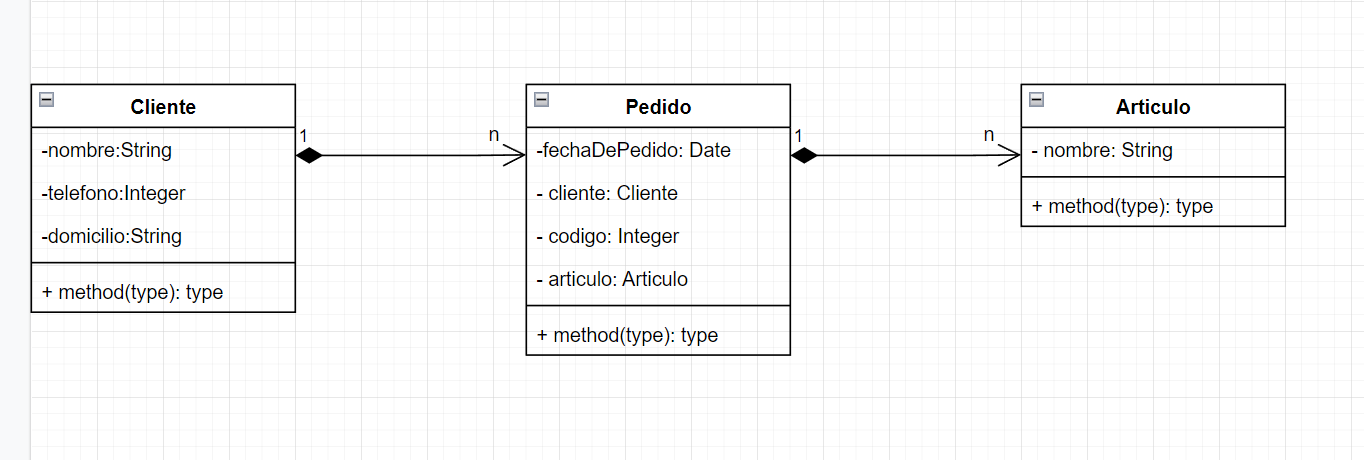 Cliente
-nombre:String
-telefono:Integer
-domicilio:String
+ method(type): type
1
n
Pedido
-fechaDePedido: Date
- cliente: Cliente
- codigo: Integer
- articulo: Articulo
+ method(type): type
1
n
Articulo
- nombre: String
+ method(type): type